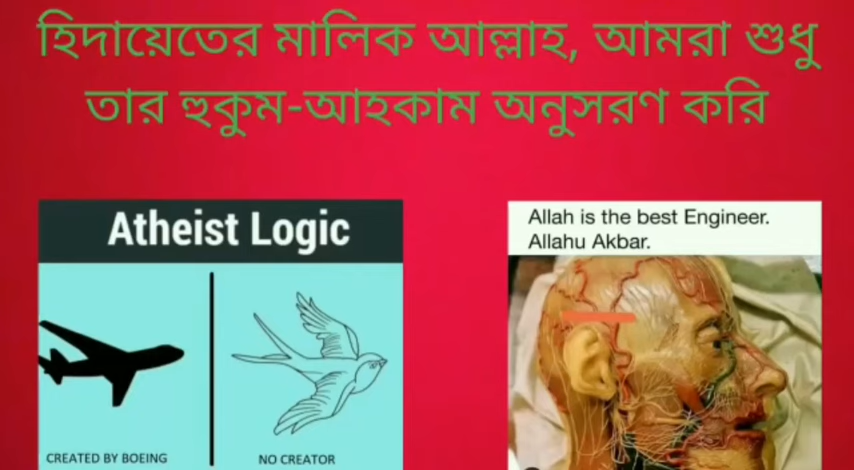 হিদায়েতের মালিক আল্লাহ, আমরা শুধু
তার হুকুম-আহকাম অনুসরণ করি
Atheist Logic
CREATED BY BOEING
NO CREATOR
Allah is the best Engineer.
Allahu Akbar.